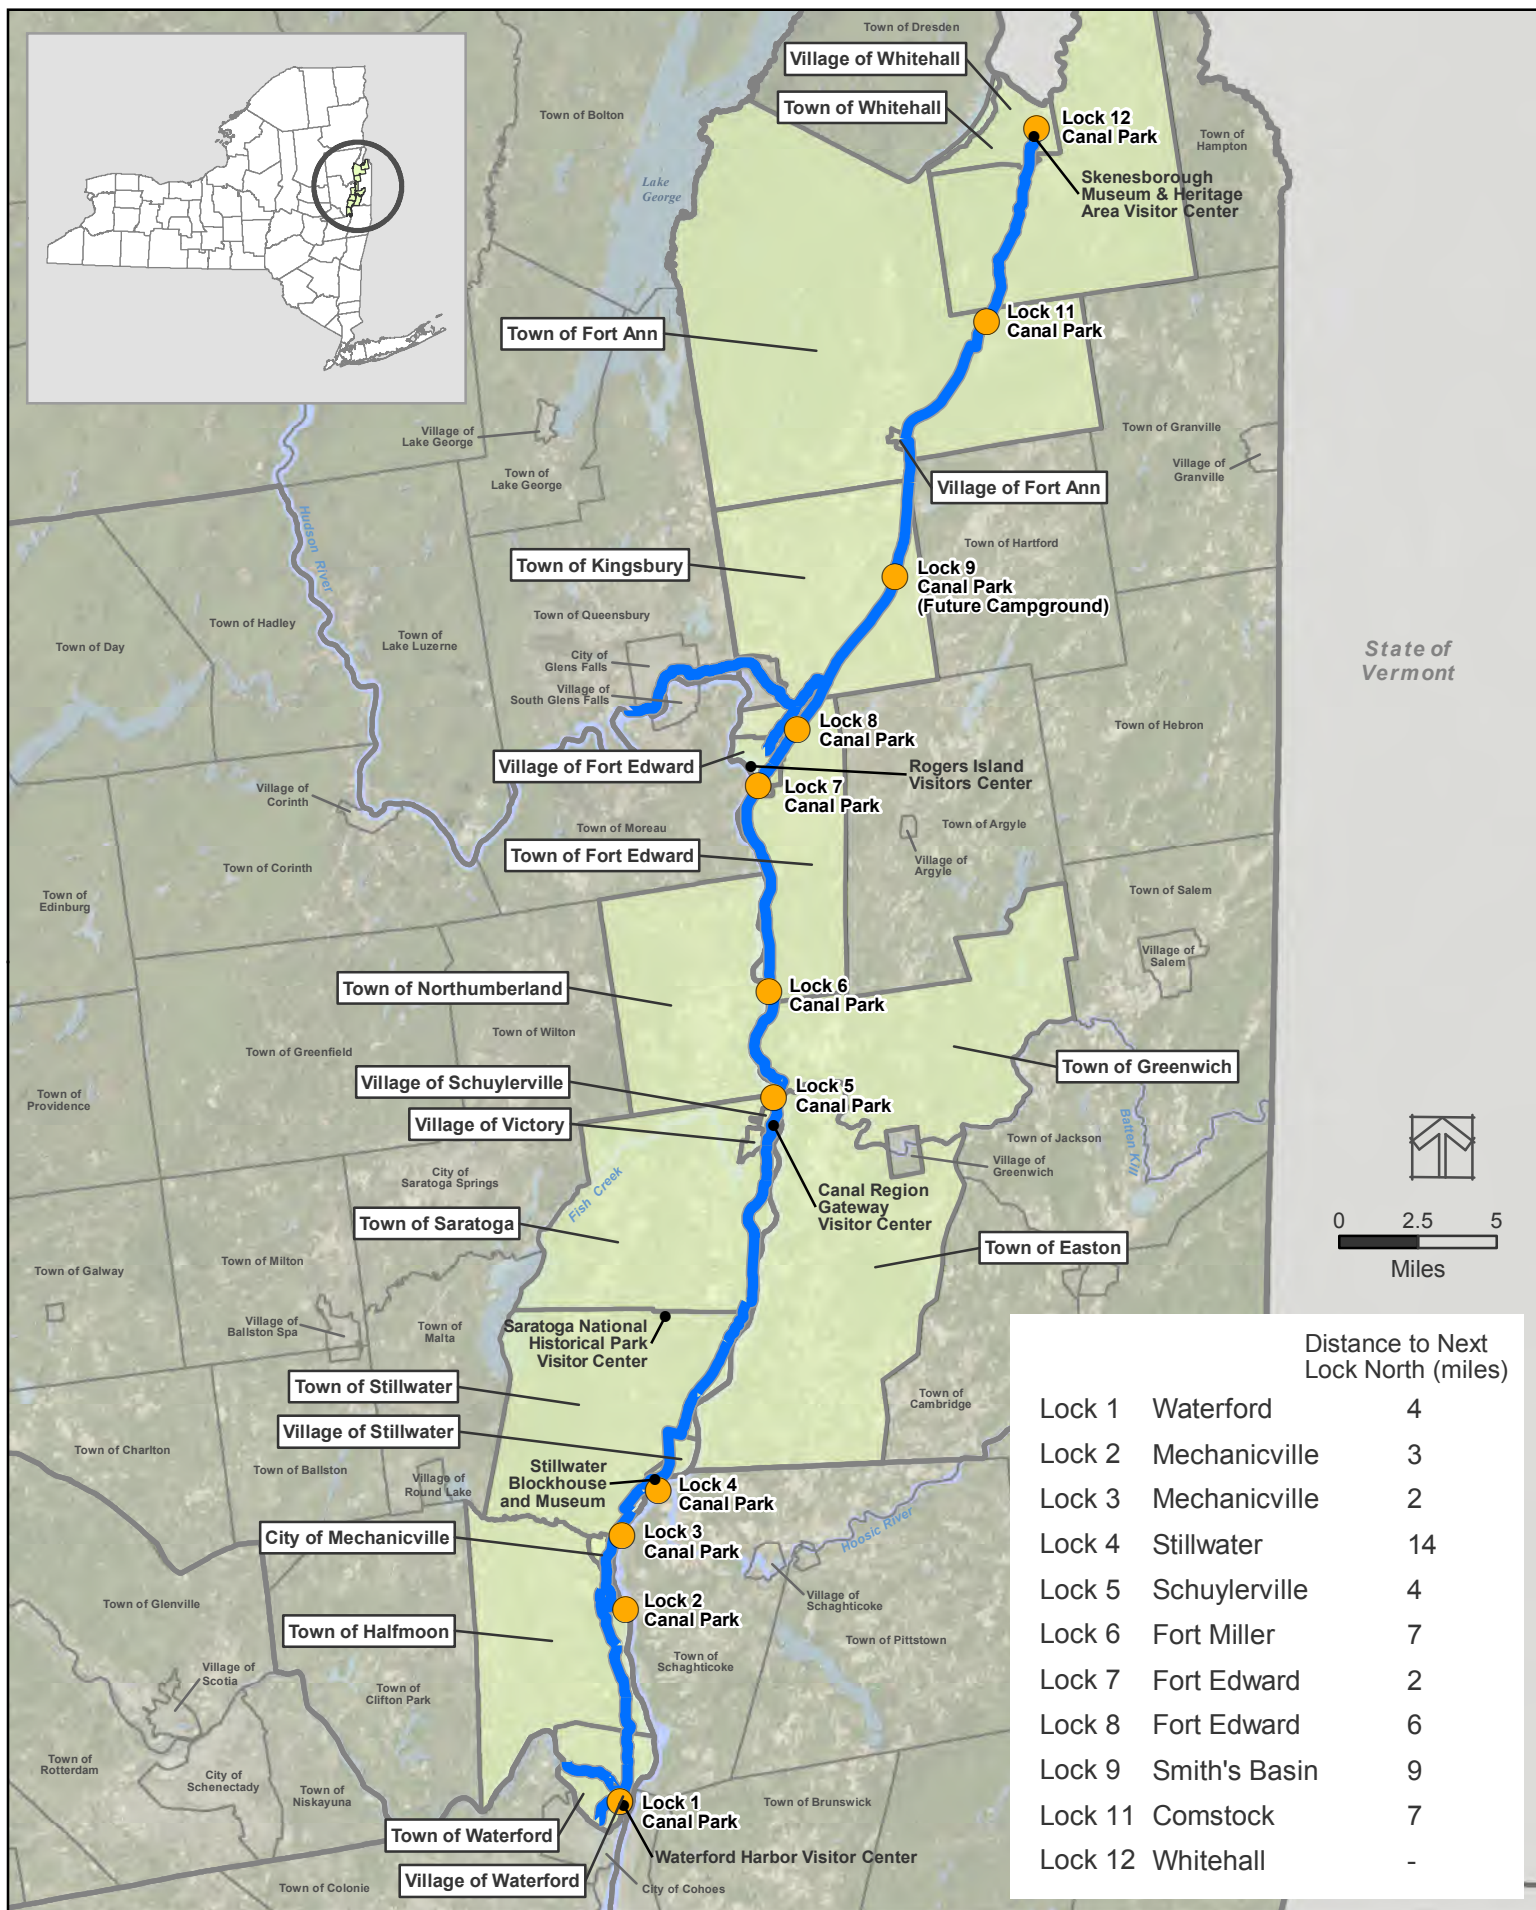 Town of Dresden
Village of Whitehall
Town of Whitehall
Town of Bolton
Lock 12
Canal Park
Town of
Hampton
Skenesborough
Museum & Heritage
Area Visitor Center
Lake
George
Lock 11
Canal Park
Town of Fort Ann
Village of
Lake George
Town of Granville
Village of
Granville
Town of
Lake George
Village of Fort Ann
Hudson River
Town of Hartford
Town of Kingsbury
Lock 9
Canal Park
(Future Campground)
Town of Queensbury
Town of Hadley
Town of
Lake Luzerne
Town of Day
City of
Glens Falls
Village of
South Glens Falls
State of
Vermont
Town of Hebron
Lock 8
Canal Park
Village of Fort Edward
Rogers Island
Visitors Center
Lock 7
Canal Park
Village of
Corinth
Town of Moreau
Town of Argyle
Village of
Argyle
Town of Fort Edward
Town of Corinth
Town of
Edinburg
Town of Salem
Village of
Salem
Town of Northumberland
Lock 6
Canal Park
Town of Wilton
Town of Greenfield
Town of Greenwich
Village of Schuylerville
Lock 5
Canal Park
Town of
Providence
Village of Victory
Batten Kill
Town of Jackson
Village of
Greenwich
City of
Saratoga Springs
Fish Creek
Canal Region
Gateway
Visitor Center
Town of Saratoga
Town of Easton
0 2.5 5
Miles
Town of Milton
Town of Galway
Village of
Ballston Spa
Town of
Malta
Saratoga National
Historical Park
Visitor Center
Town of Stillwater
Town of
Cambridge
Village of Stillwater
Town of Charlton
Town of Ballston
Village of
Round Lake
Stillwater
Blockhouse
and Museum
Lock 4
Canal Park
Hoosic River
City of Mechanicville
Lock 3
Canal Park
Village of
Schaghticoke
Town of Glenville
Lock 2
Canal Park
Town of Halfmoon
Town of Pittstown
Town of
Schaghticoke
Village of
Scotia
Town of
Clifton Park
Town of
Rotterdam
City of
Schenectady
Town of
Niskayuna
Lock 1
Canal Park
Town of Brunswick
Town of Waterford
Waterford Harbor Visitor Center
Village of Waterford
Town of Colonie
City of Cohoes
Distance to Next
Lock North (miles)
Lock 1 Waterford 4
Lock 2 Mechanicville 3
Lock 3 Mechanicville 2
Lock 4 Stillwater 14
Lock 5 Schuylerville 4
Lock 6 Fort Miller 7
Lock 7 Fort Edward 2
Lock 8 Fort Edward 6
Lock 9 Smith's Basin 9
Lock 11 Comstock 7
Lock 12 Whitehall -